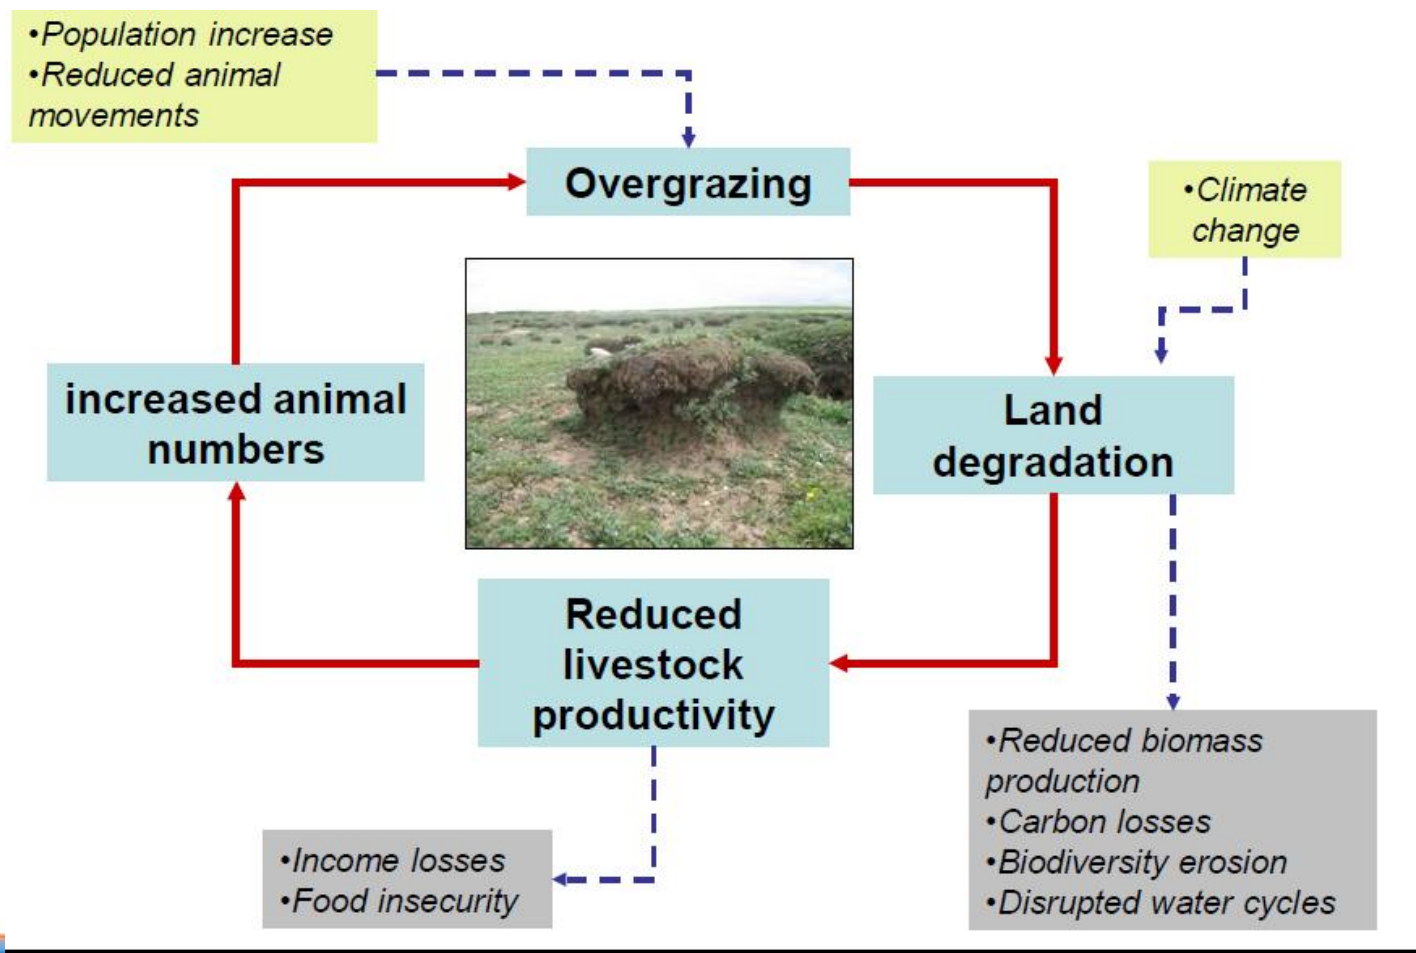 •Population increase
•Reduced animal
movements
Overgrazing
•Climate
change
increased animal
numbers
Land
degradation
Reduced
livestock
productivity
•Reduced biomass
production
•Carbon losses
•Biodiversity erosion
•Disrupted water cycles
•Income losses
•Food insecurity